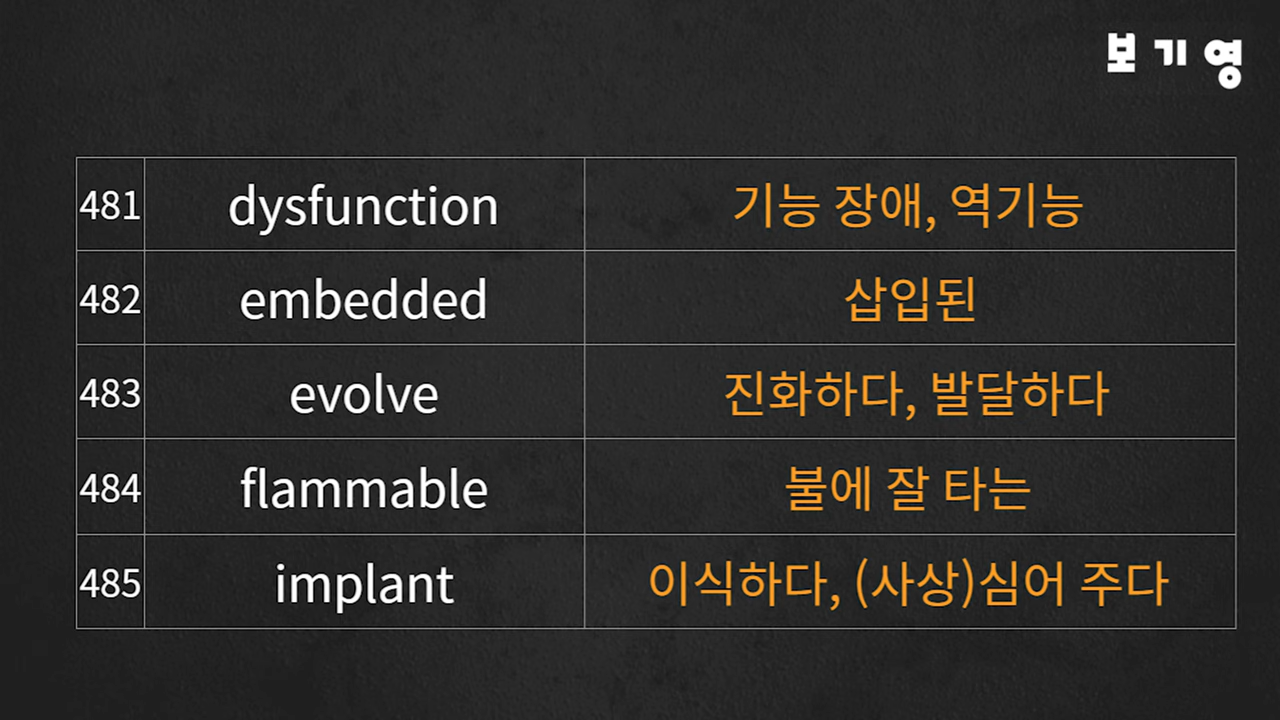 보기영
481 dysfunction 기능 장애, 역기능
482 embedded 삽입된
483 evolve 진화하다, 발달하다
484 flammable 불에 잘 타는
485 implant 이식하다, (사상)심어 주다